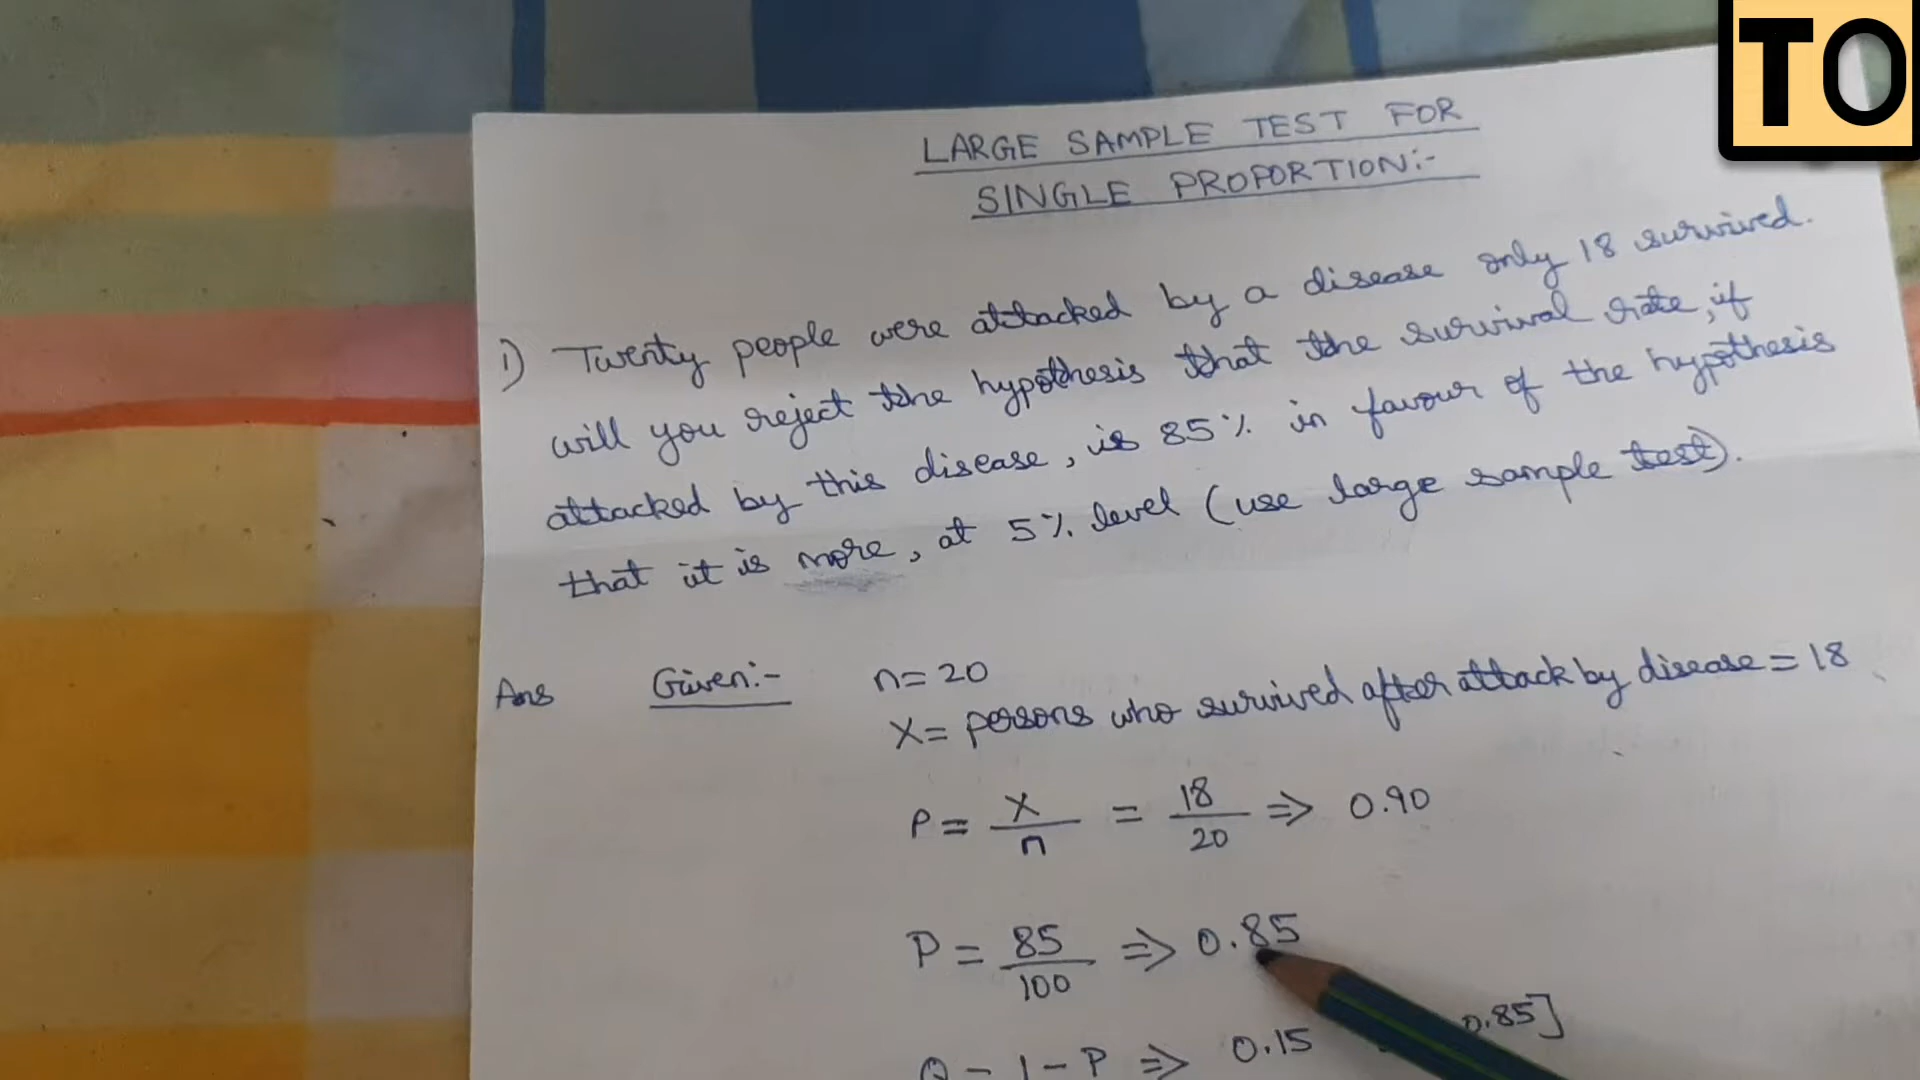 TO
LARGE SAMPLE TEST FOR
SINGLE PROPORTION:-
1) Twenty people were attacked by a disease only 18 survived.
will you reject the hypothesis that the survival rate, if
attacked by this disease, is 85% in favour of the hypothesis
that it is more, at 5% level (use large sample test).
Ans Given:- n=20
X= persons who survived after attack by disease = 18
P = X/n = 18/20 => 0.90
P = 85/100 => 0.85
Q = 1-P => 0.15 0.85]